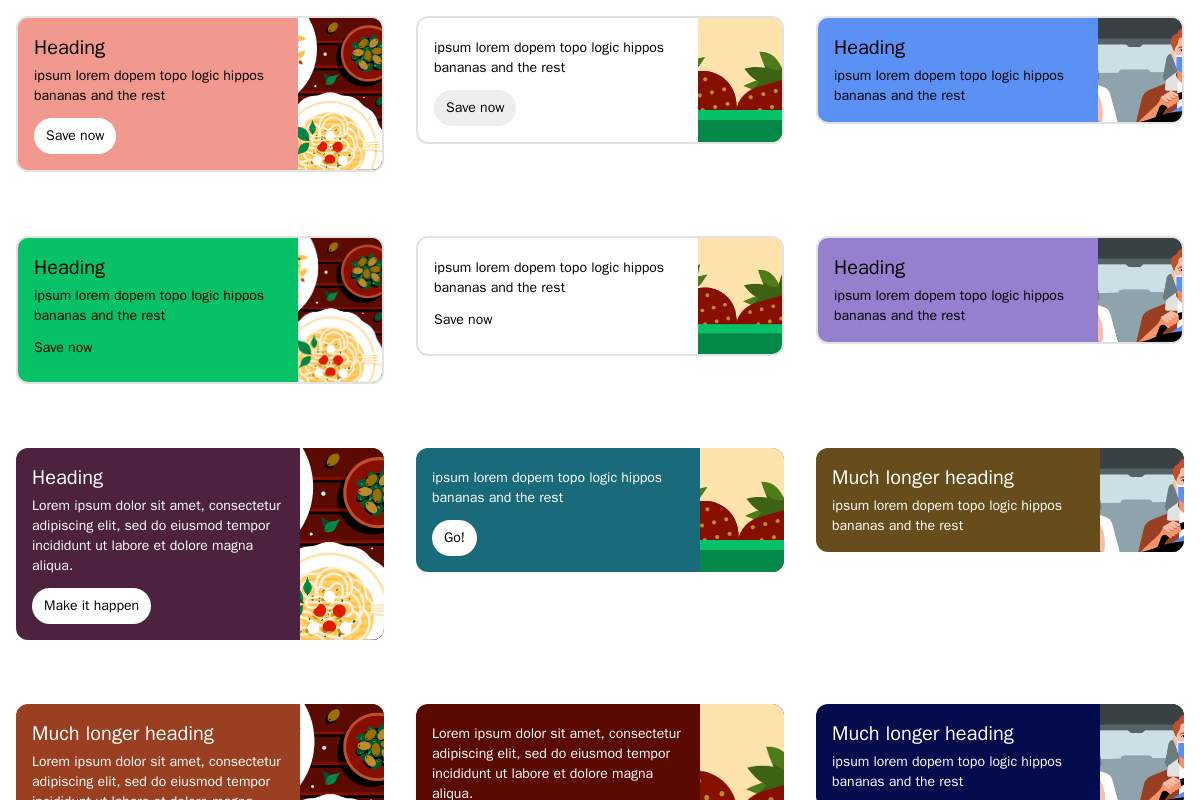 Heading
ipsum lorem dopem topo logic hippos
bananas and the rest
Save now
ipsum lorem dopem topo logic hippos
bananas and the rest
Save now
Heading
ipsum lorem dopem topo logic hippos
bananas and the rest
Heading
ipsum lorem dopem topo logic hippos
bananas and the rest
Save now
ipsum lorem dopem topo logic hippos
bananas and the rest
Save now
Heading
ipsum lorem dopem topo logic hippos
bananas and the rest
Heading
Lorem ipsum dolor sit amet, consectetur
adipiscing elit, sed do eiusmod tempor
incididunt ut labore et dolore magna
aliqua.
Make it happen
ipsum lorem dopem topo logic hippos
bananas and the rest
Go!
Much longer heading
ipsum lorem dopem topo logic hippos
bananas and the rest
Much longer heading
Lorem ipsum dolor sit amet, consectetur
adipiscing elit, sed do eiusmod tempor
incididunt ut labore et dolore magna
Lorem ipsum dolor sit amet, consectetur
adipiscing elit, sed do eiusmod tempor
incididunt ut labore et dolore magna
aliqua.
Much longer heading
ipsum lorem dopem topo logic hippos
bananas and the rest